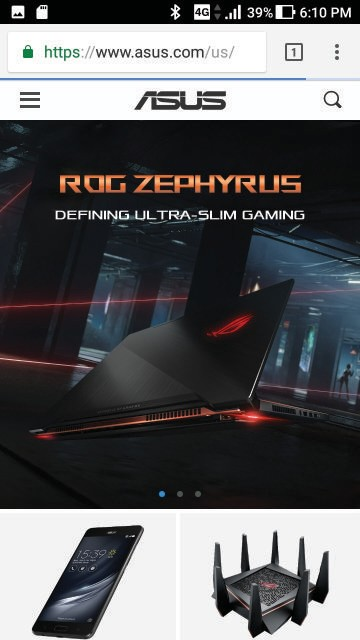 4G 39% 6:10 PM
https://www.asus.com/us/ 1
ASUS
ROG ZEPHYRUS
DEFINING ULTRA-SLIM GAMING
15:39